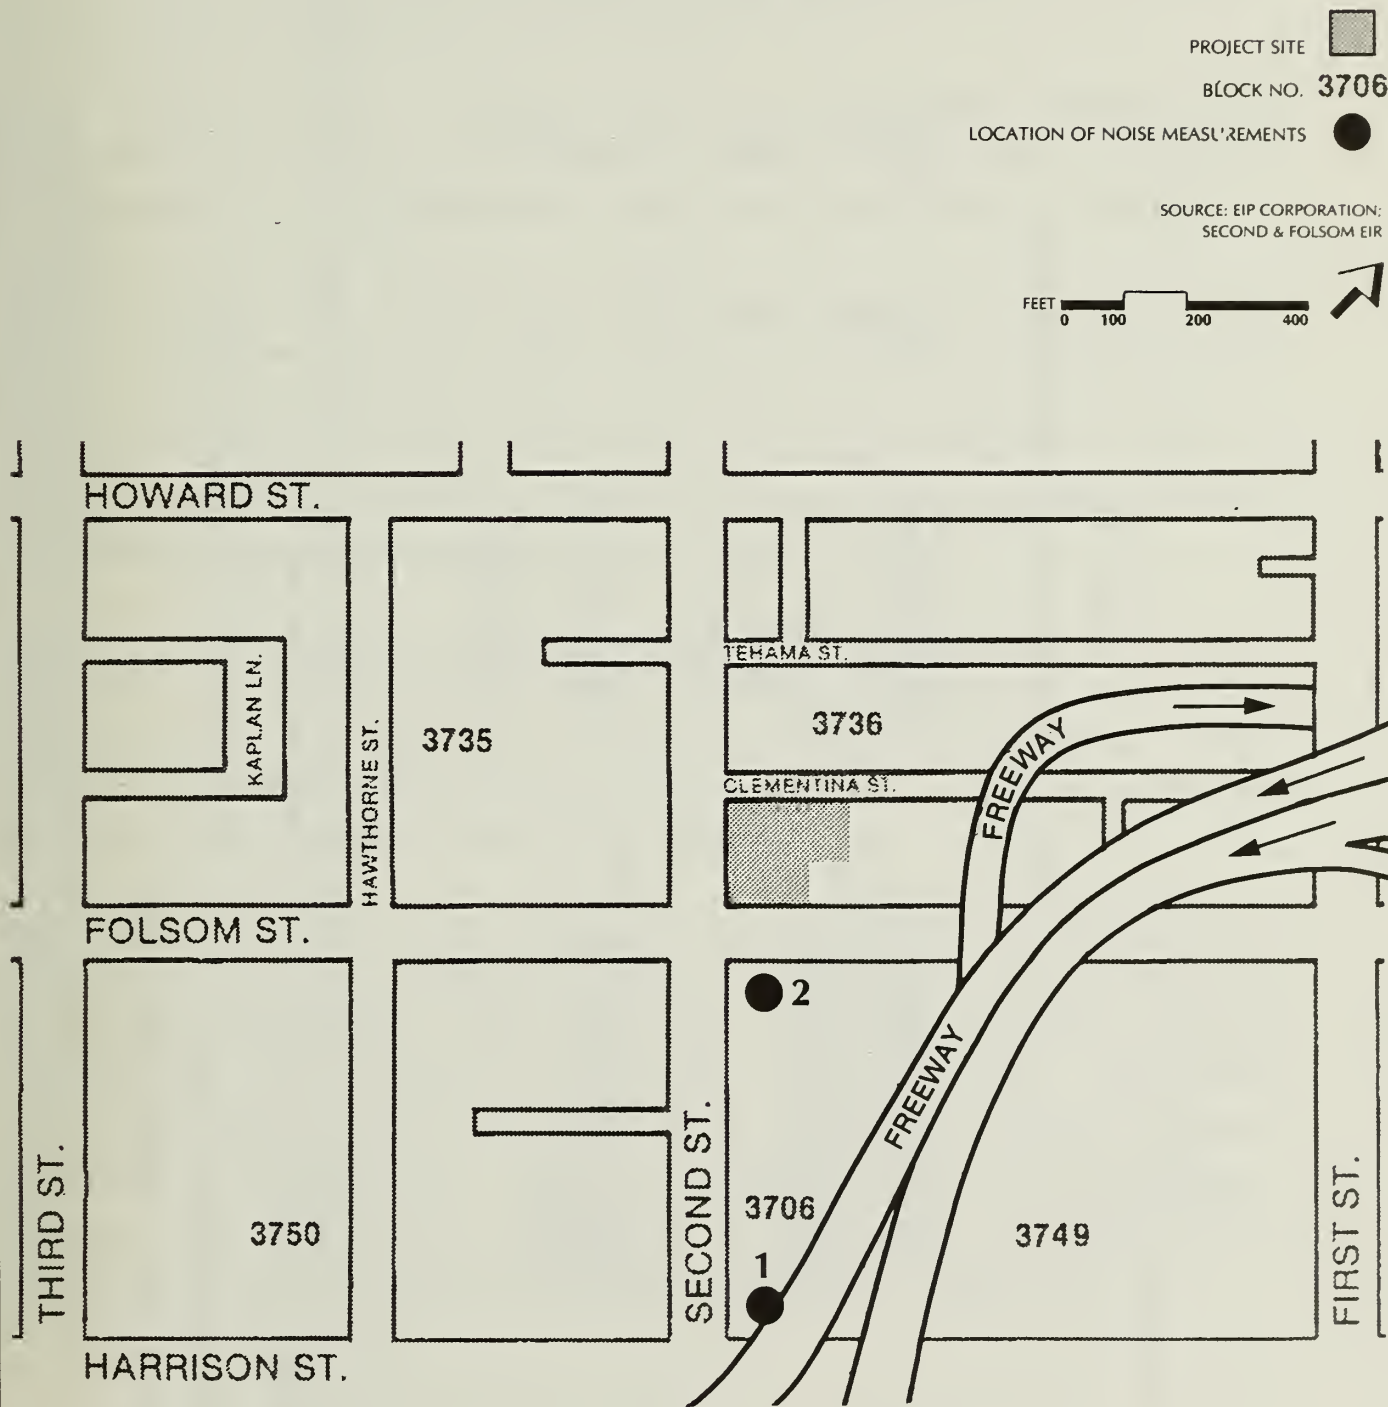 PROJECT SITE
BLOCK NO. 3706
LOCATION OF NOISE MEASUREMENTS
SOURCE: EIP CORPORATION;
SECOND & FOLSOM EIR
FEET
0 100 200 400
HOWARD ST.
TEHAMA ST.
KAPLAN LN.
HAWTHORNE ST.
3735
3736
FREEWAY
CLEMENTINA ST.
FOLSOM ST.
2
FREEWAY
THIRD ST.
3750
SECOND ST.
3706
3749
FIRST ST.
1
HARRISON ST.